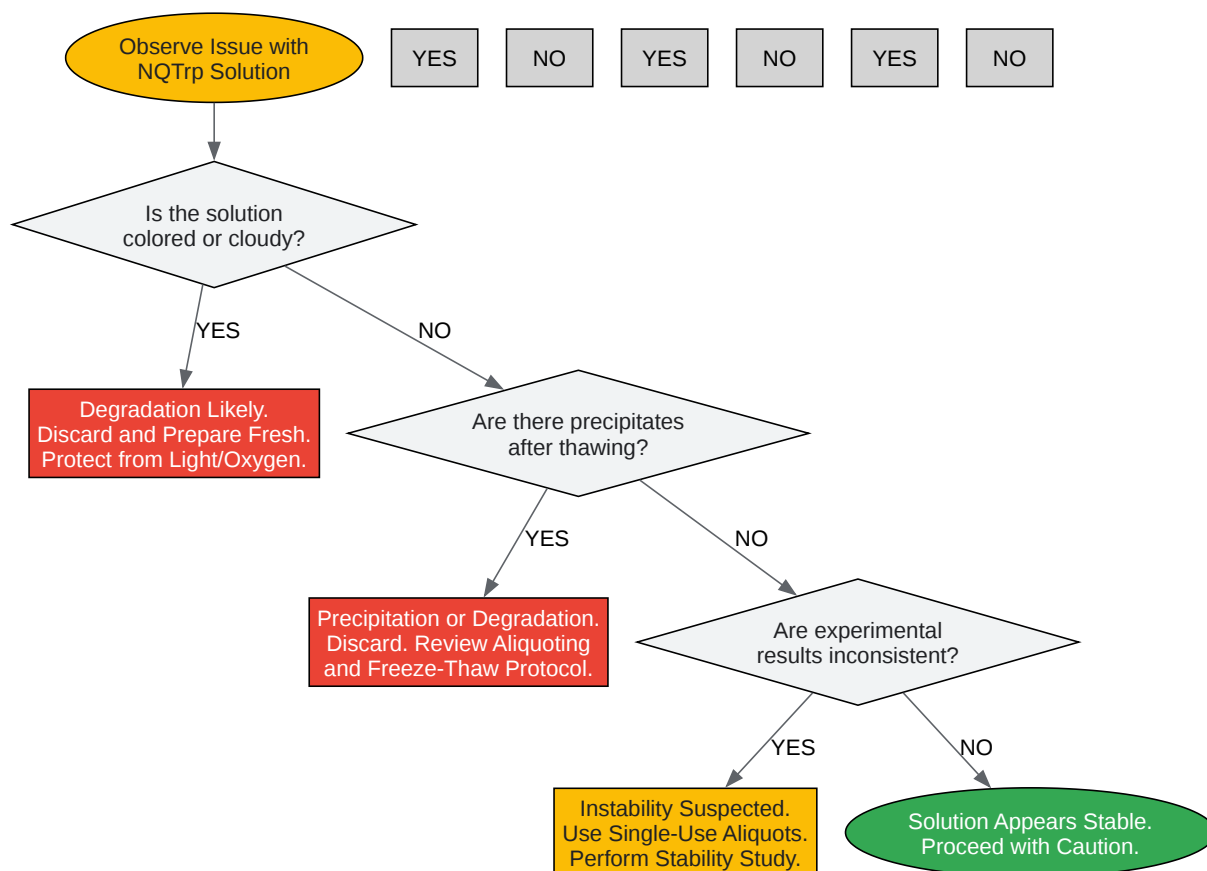 Observe Issue with
NQTrp Solution
YES
NO
YES
NO
YES
NO
Is the solution
colored or cloudy?
YES
NO
Degradation Likely.
Discard and Prepare Fresh.
Protect from Light/Oxygen.
Are there precipitates
after thawing?
YES
NO
Precipitation or Degradation.
Discard. Review Aliquoting
and Freeze-Thaw Protocol.
Are experimental
results inconsistent?
YES
NO
Instability Suspected.
Use Single-Use Aliquots.
Perform Stability Study.
Solution Appears Stable.
Proceed with Caution.